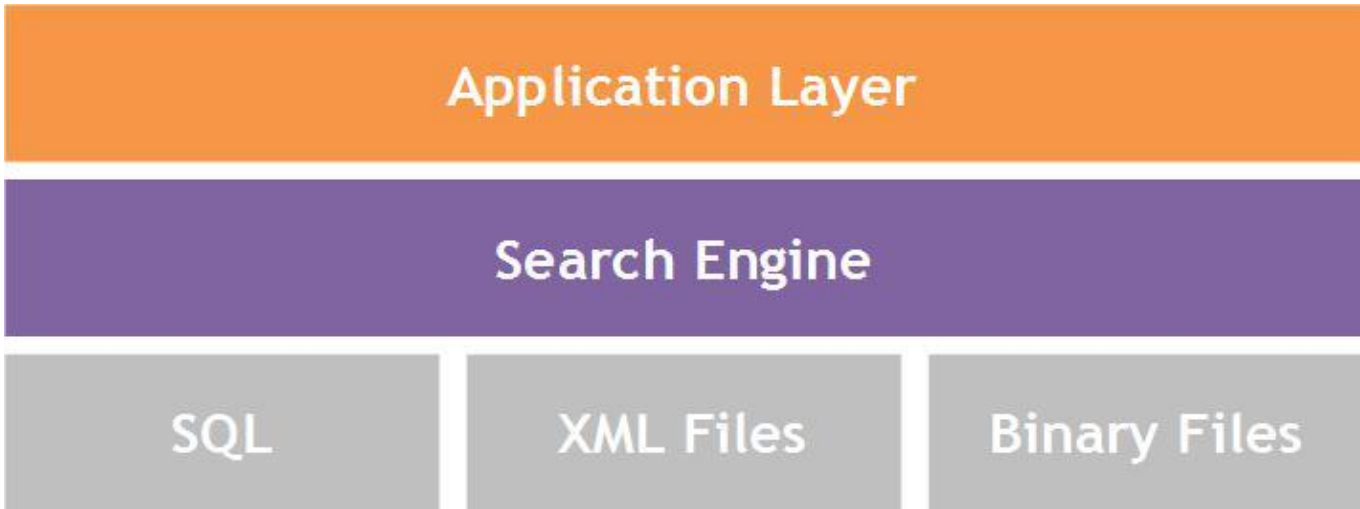 Application Layer
Search Engine
SQL
XML Files
Binary Files